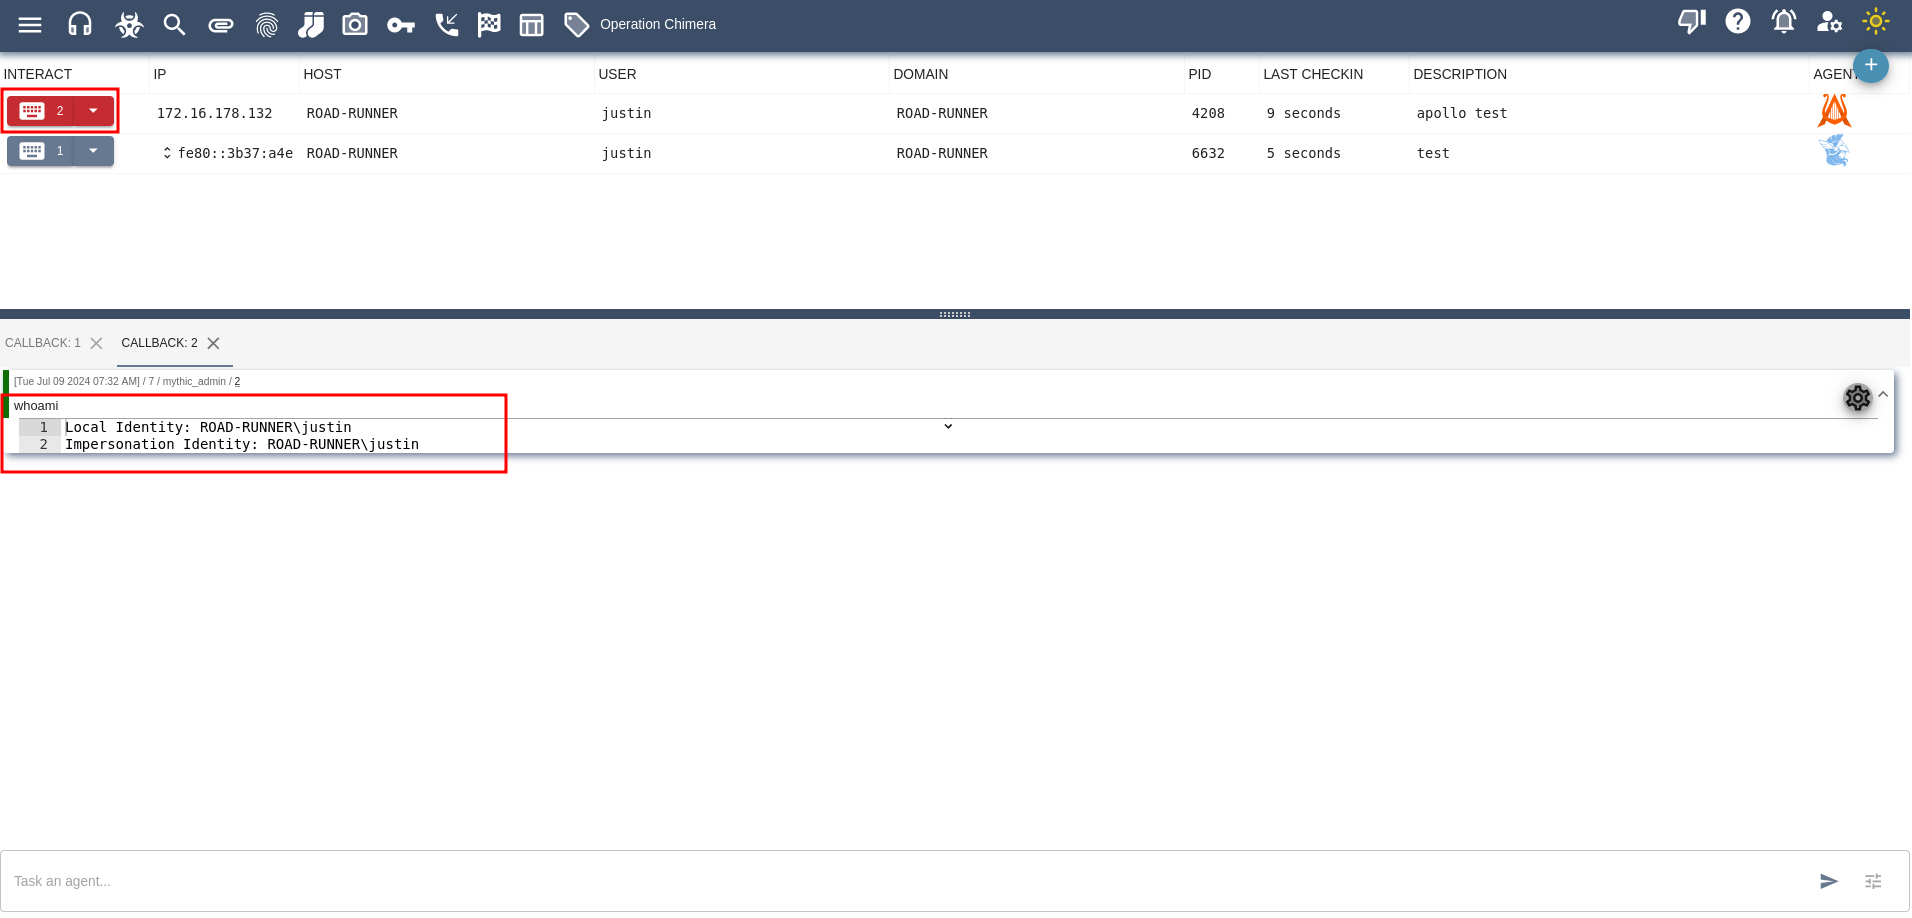 Operation Chimera
INTERACT IP HOST USER DOMAIN PID LAST CHECKIN DESCRIPTION AGENT
2 172.16.178.132 ROAD-RUNNER justin ROAD-RUNNER 4208 9 seconds apollo test
1 fe80::3b37:a4e ROAD-RUNNER justin ROAD-RUNNER 6632 5 seconds test
CALLBACK: 1 CALLBACK: 2
[Tue Jul 09 2024 07:32 AM] / 7 / mythic_admin / 2
whoami
1 Local Identity: ROAD-RUNNER\justin
2 Impersonation Identity: ROAD-RUNNER\justin
Task an agent...